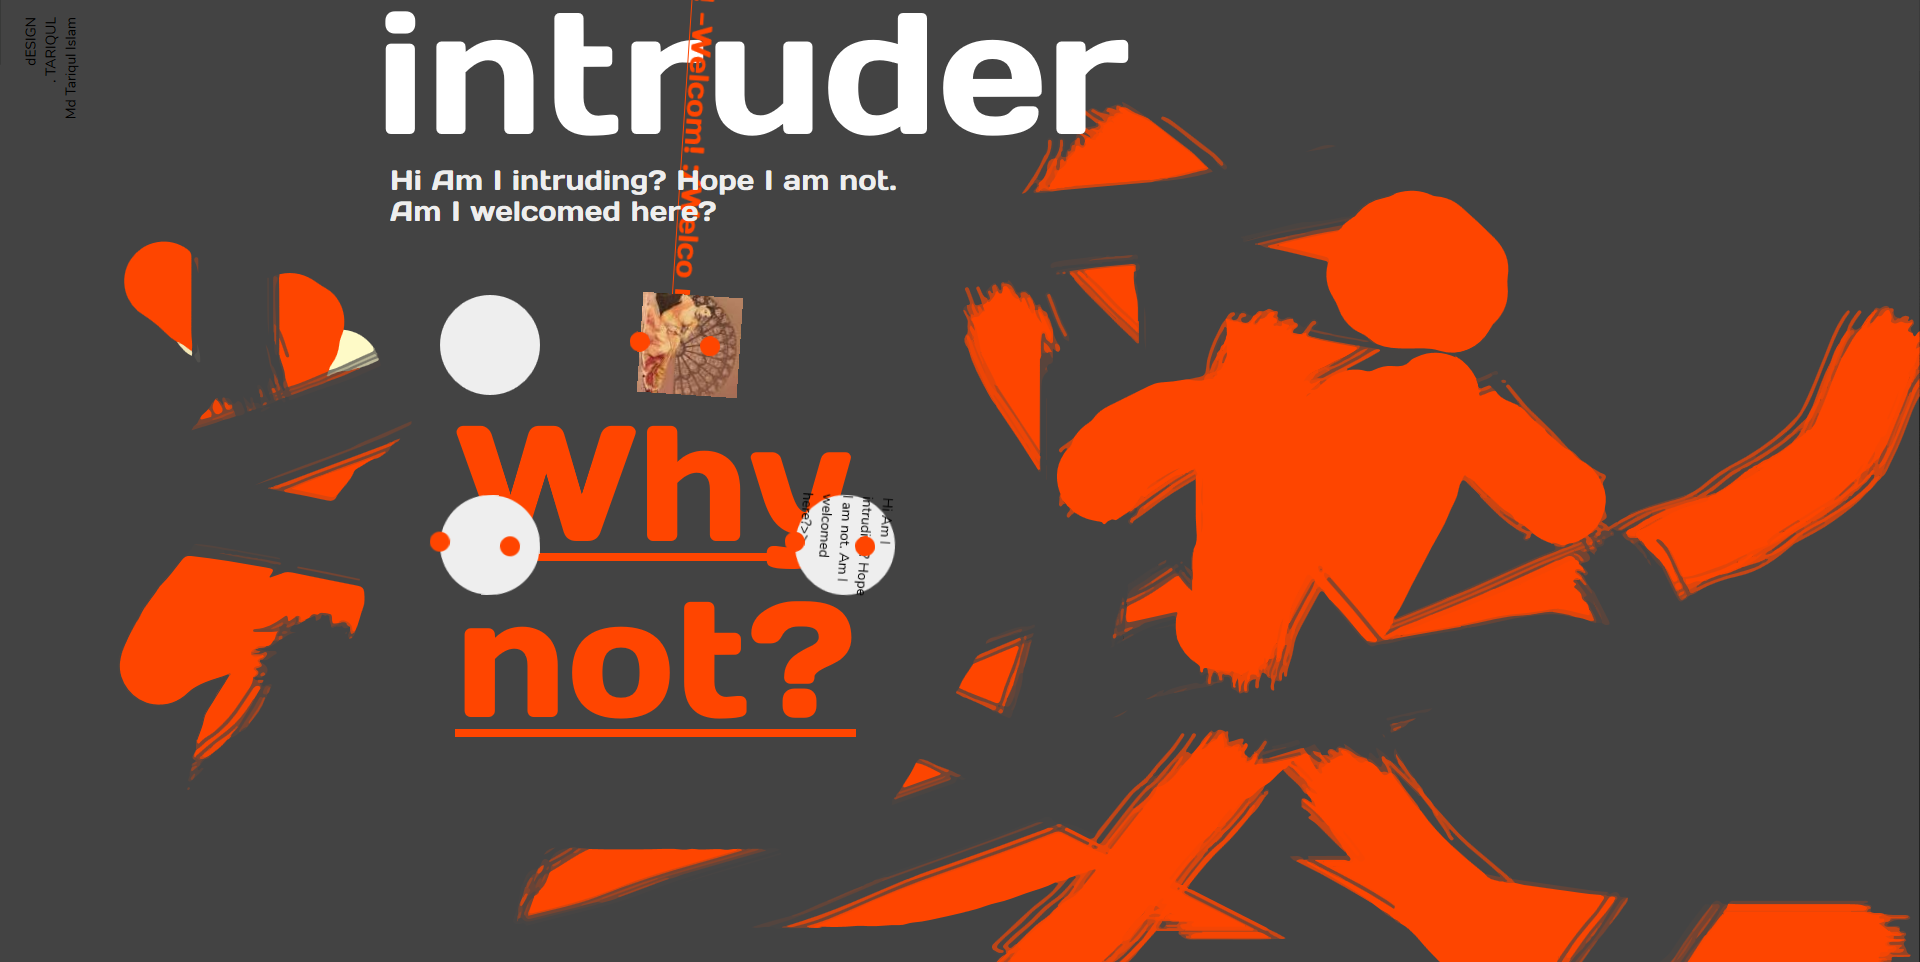 dESIGN
. TARIQUL
Md Tariqul Islam
intruder
Hi Am I intruding? Hope I am not.
Am I welcomed here?
! -Welcom! :-Welco
Why
not?
Hi Am I
Hope
I am not. Am I
welcomed
here?>